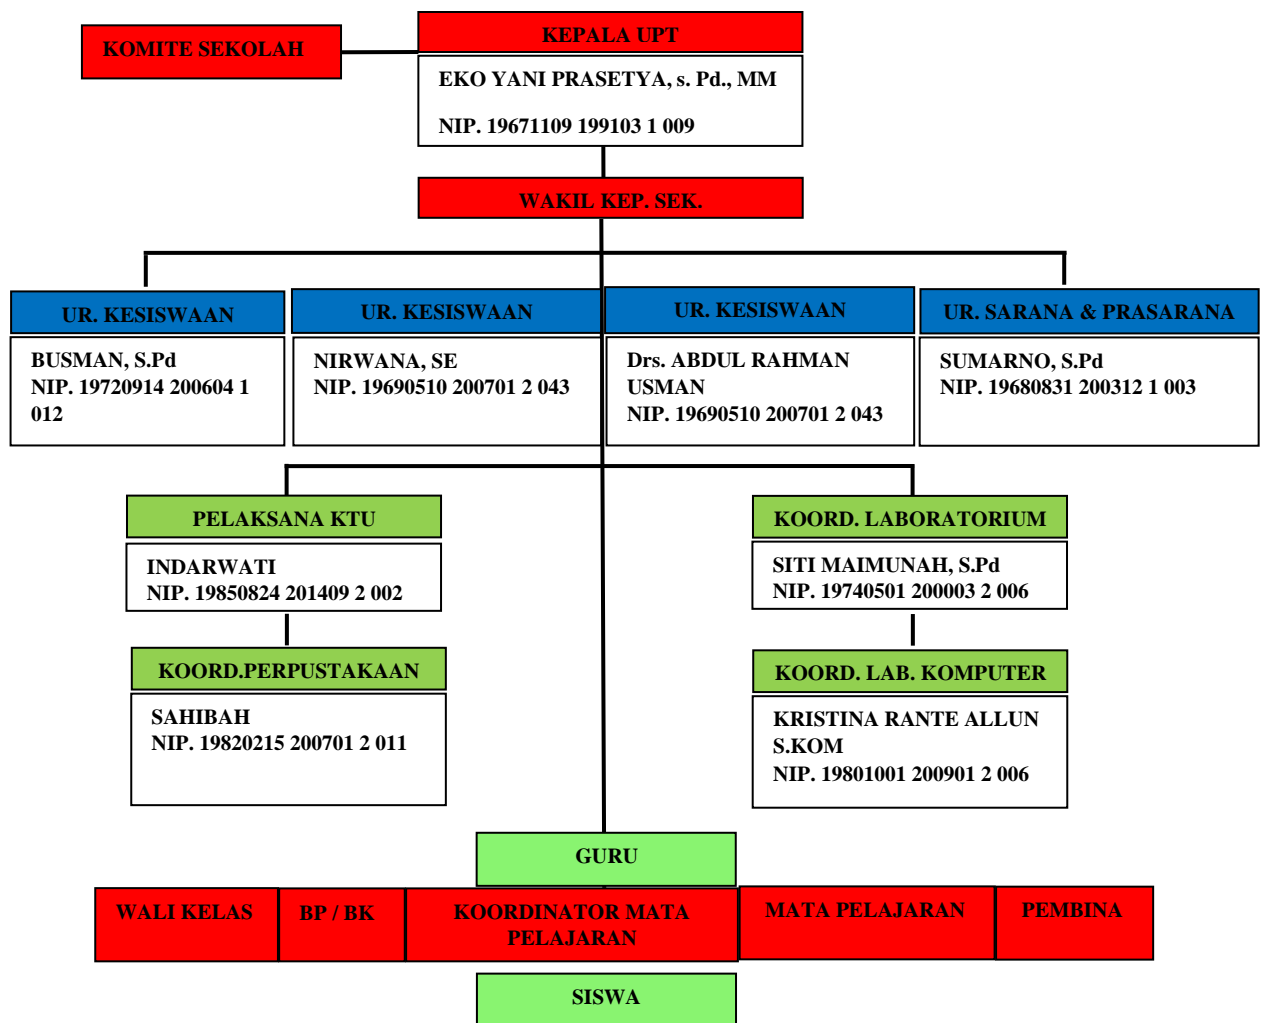 KOMITE SEKOLAH
KEPALA UPT
EKO YANI PRASETYA, s. Pd., MM
NIP. 19671109 199103 1 009
WAKIL KEP. SEK.
UR. KESISWAAN
BUSMAN, S.Pd
NIP. 19720914 200604 1
012
UR. KESISWAAN
NIRWANA, SE
NIP. 19690510 200701 2 043
UR. KESISWAAN
Drs. ABDUL RAHMAN
USMAN
NIP. 19690510 200701 2 043
UR. SARANA & PRASARANA
SUMARNO, S.Pd
NIP. 19680831 200312 1 003
PELAKSANA KTU
INDARWATI
NIP. 19850824 201409 2 002
KOORD. LABORATORIUM
SITI MAIMUNAH, S.Pd
NIP. 19740501 200003 2 006
KOORD.PERPUSTAKAAN
SAHIBAH
NIP. 19820215 200701 2 011
KOORD. LAB. KOMPUTER
KRISTINA RANTE ALLUN
S.KOM
NIP. 19801001 200901 2 006
GURU
WALI KELAS
BP / BK
KOORDINATOR MATA
PELAJARAN
MATA PELAJARAN
PEMBINA
SISWA